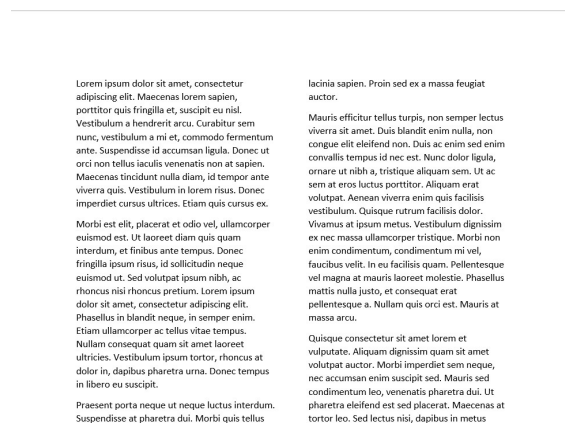 Lorem ipsum dolor sit amet, consectetur
adipiscing elit. Maecenas lorem sapien,
porttitor quis fringilla et, suscipit eu nisl.
Vestibulum a hendrerit arcu. Curabitur sem
nunc, vestibulum a mi et, commodo fermentum
ante. Suspendisse id accumsan ligula. Donec ut
orci non tellus iaculis venenatis non at sapien.
Maecenas tincidunt nulla diam, id tempor ante
viverra quis. Vestibulum in lorem risus. Donec
imperdiet cursus ultrices. Etiam quis cursus ex.
Morbi est elit, placerat et odio vel, ullamcorper
euismod est. Ut laoreet diam quis quam
interdum, et finibus ante tempus. Donec
fringilla ipsum risus, id sollicitudin neque
euismod ut. Sed volutpat ipsum nibh, ac
rhoncus nisi rhoncus pretium. Lorem ipsum
dolor sit amet, consectetur adipiscing elit.
Phasellus in blandit neque, in semper enim.
Etiam ullamcorper ac tellus vitae tempus.
Nullam consequat quam sit amet laoreet
ultricies. Vestibulum ipsum tortor, rhoncus at
dolor in, dapibus pharetra urna. Donec tempus
in libero eu suscipit.
Praesent porta neque ut neque luctus interdum.
Suspendisse at pharetra dui. Morbi quis tellus
lacinia sapien. Proin sed ex a massa feugiat
auctor.
Mauris efficitur tellus turpis, non semper lectus
viverra sit amet. Duis blandit enim nulla, non
congue elit eleifend non. Duis ac enim sed enim
convallis tempus id nec est. Nunc dolor ligula,
ornare ut nibh a, tristique aliquam sem. Ut ac
sem at eros luctus porttitor. Aliquam erat
volutpat. Aenean viverra enim quis facilisis
vestibulum. Quisque rutrum facilisis dolor.
Vivamus at ipsum metus. Vestibulum dignissim
ex nec massa ullamcorper tristique. Morbi non
enim condimentum, condimentum mi vel,
faucibus velit. In eu facilisis quam. Pellentesque
vel magna at mauris laoreet molestie. Phasellus
mattis nulla justo, et consequat erat
pellentesque a. Nullam quis orci est. Mauris at
massa arcu.
Quisque consectetur sit amet lorem et
vulputate. Aliquam dignissim quam sit amet
volutpat auctor. Morbi imperdiet sem neque,
nec accumsan enim suscipit sed. Mauris sed
condimentum leo, venenatis pharetra dui. Ut
pharetra eleifend est sed placerat. Maecenas at
tortor leo. Sed lectus nisi, dapibus in metus